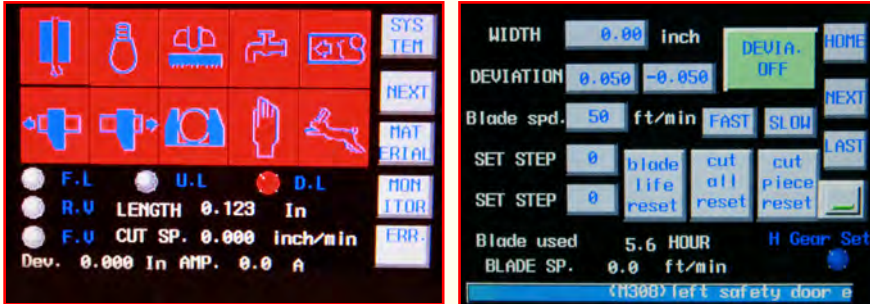 SYS
TEM
NEXT
MAT
ERIAL
MON
ITOR
ERR.
F.L U.L D.L
R.V LENGTH 0.123 In
F.V CUT SP. 0.000 inch/min
Dev. 0.000 In AMP. 0.0 A
WIDTH 0.00 inch
DEVIA.
OFF
HOME
DEVIATION 0.050 -0.050
NEXT
Blade spd. 50 ft/min FAST SLOW
LAST
SET STEP 0
SET STEP 0
blade
life
reset
cut
all
reset
cut
piece
reset
Blade used 5.6 HOUR H Gear Set
BLADE SP. 0.0 ft/min
(M308)left safety door e